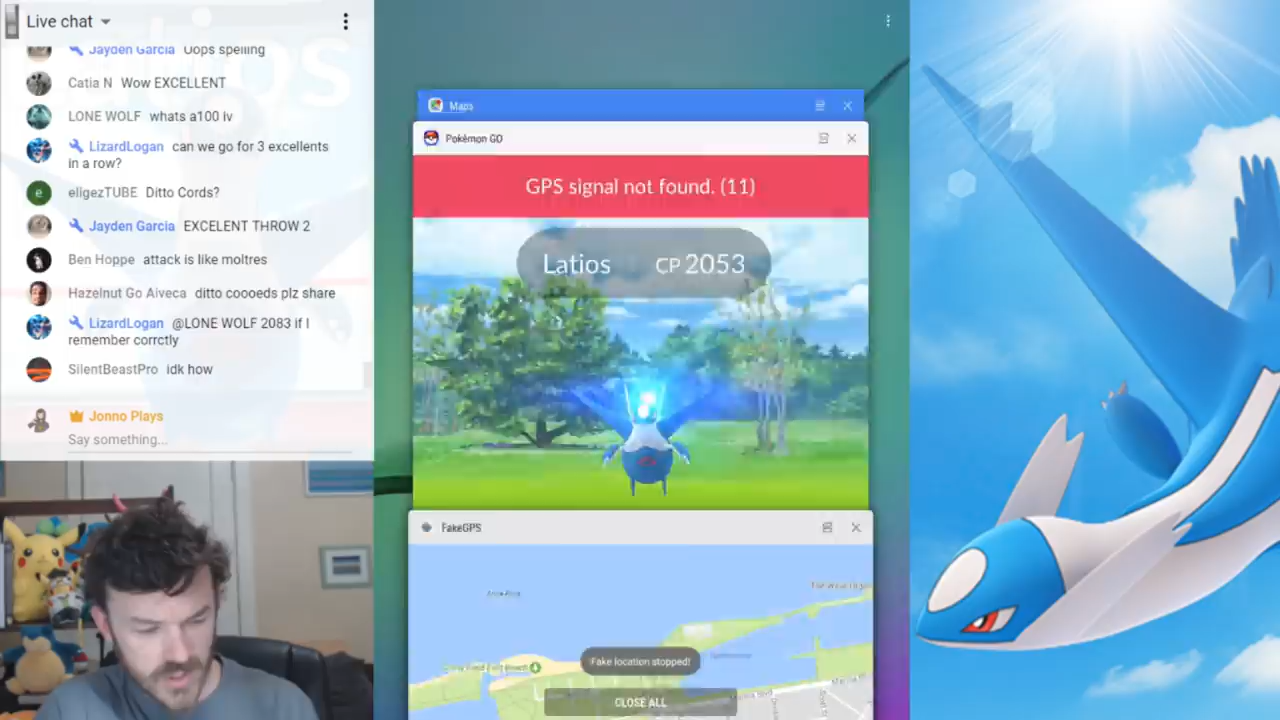 Live chat
Jayden Garcia Uops spelling
Catia N Wow EXCELLENT
LONE WOLF whats a100 iv
LizardLogan can we go for 3 excellents
in a row?
e
eligezTUBE Ditto Cords?
Jayden Garcia EXCELENT THROW 2
Ben Hoppe attack is like moltres
Hazelnut Go Aiveca ditto coooeds plz share
LizardLogan @LONE WOLF 2083 if I
remember corrctly
SilentBeastPro idk how
Jonno Plays
Say something...
Maps
Pokémon GO
GPS signal not found. (11)
Latios CP 2053
FakeGPS
Fake location stopped!
CLOSE ALL